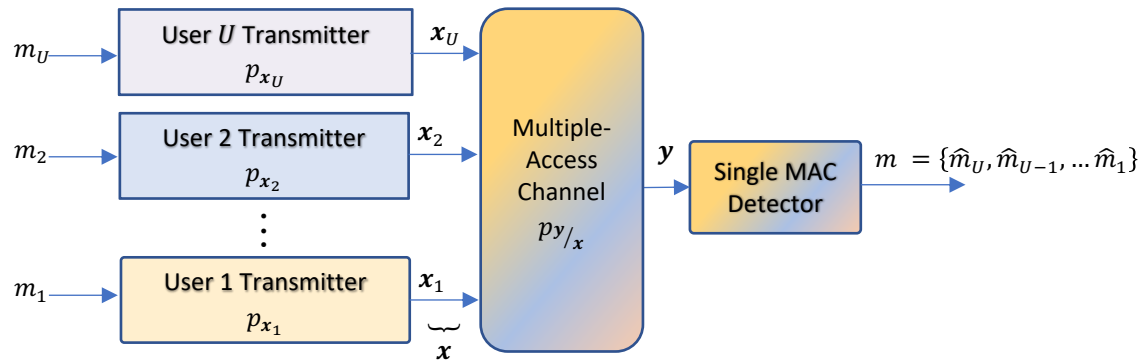 m_U
User U Transmitter
p_{x_U}
x_U
m_2
User 2 Transmitter
p_{x_2}
x_2
⋮
m_1
User 1 Transmitter
p_{x_1}
x_1
x
Multiple-
Access
Channel
p_{y/x}
y
Single MAC
Detector
m = {m̂_U, m̂_{U−1}, … m̂_1}